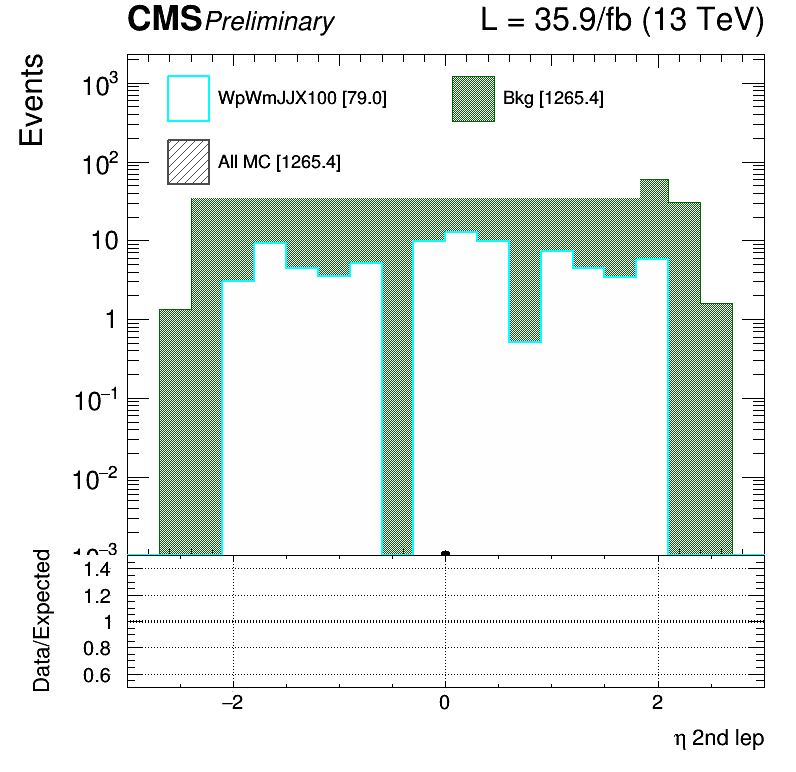 CMS Preliminary L = 35.9/fb (13 TeV)
Events
10³
WpWmJJX100 [79.0] Bkg [1265.4]
10²
All MC [1265.4]
10
1
10⁻¹
10⁻²
10⁻³
Data/Expected
1.4
1.2
1
0.8
0.6
−2 0 2
η 2nd lep